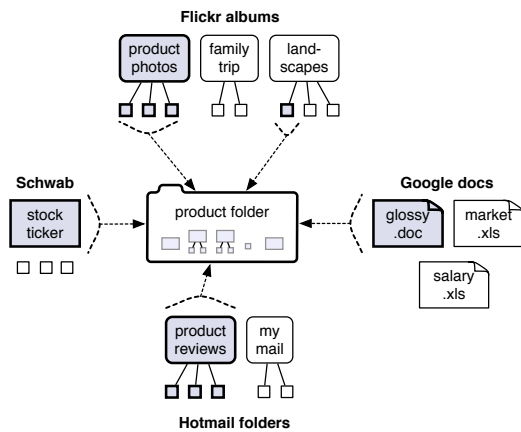 Flickr albums
product
photos
family
trip
land-
scapes
Schwab
stock
ticker
product folder
Google docs
glossy
.doc
market
.xls
salary
.xls
product
reviews
my
mail
Hotmail folders